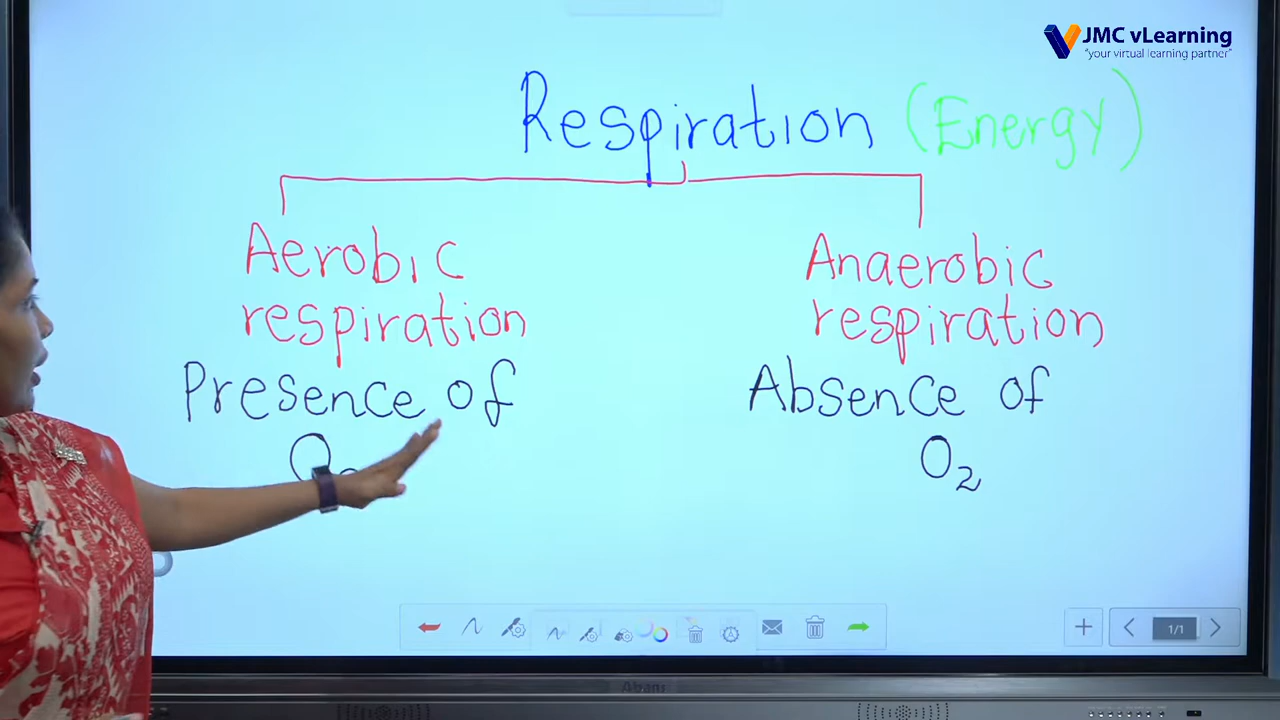 JMC vLearning
"your virtual learning partner"
Respiration (Energy)
Aerobic
respiration
Presence of
O2
Anaerobic
respiration
Absence of
O2
1/1